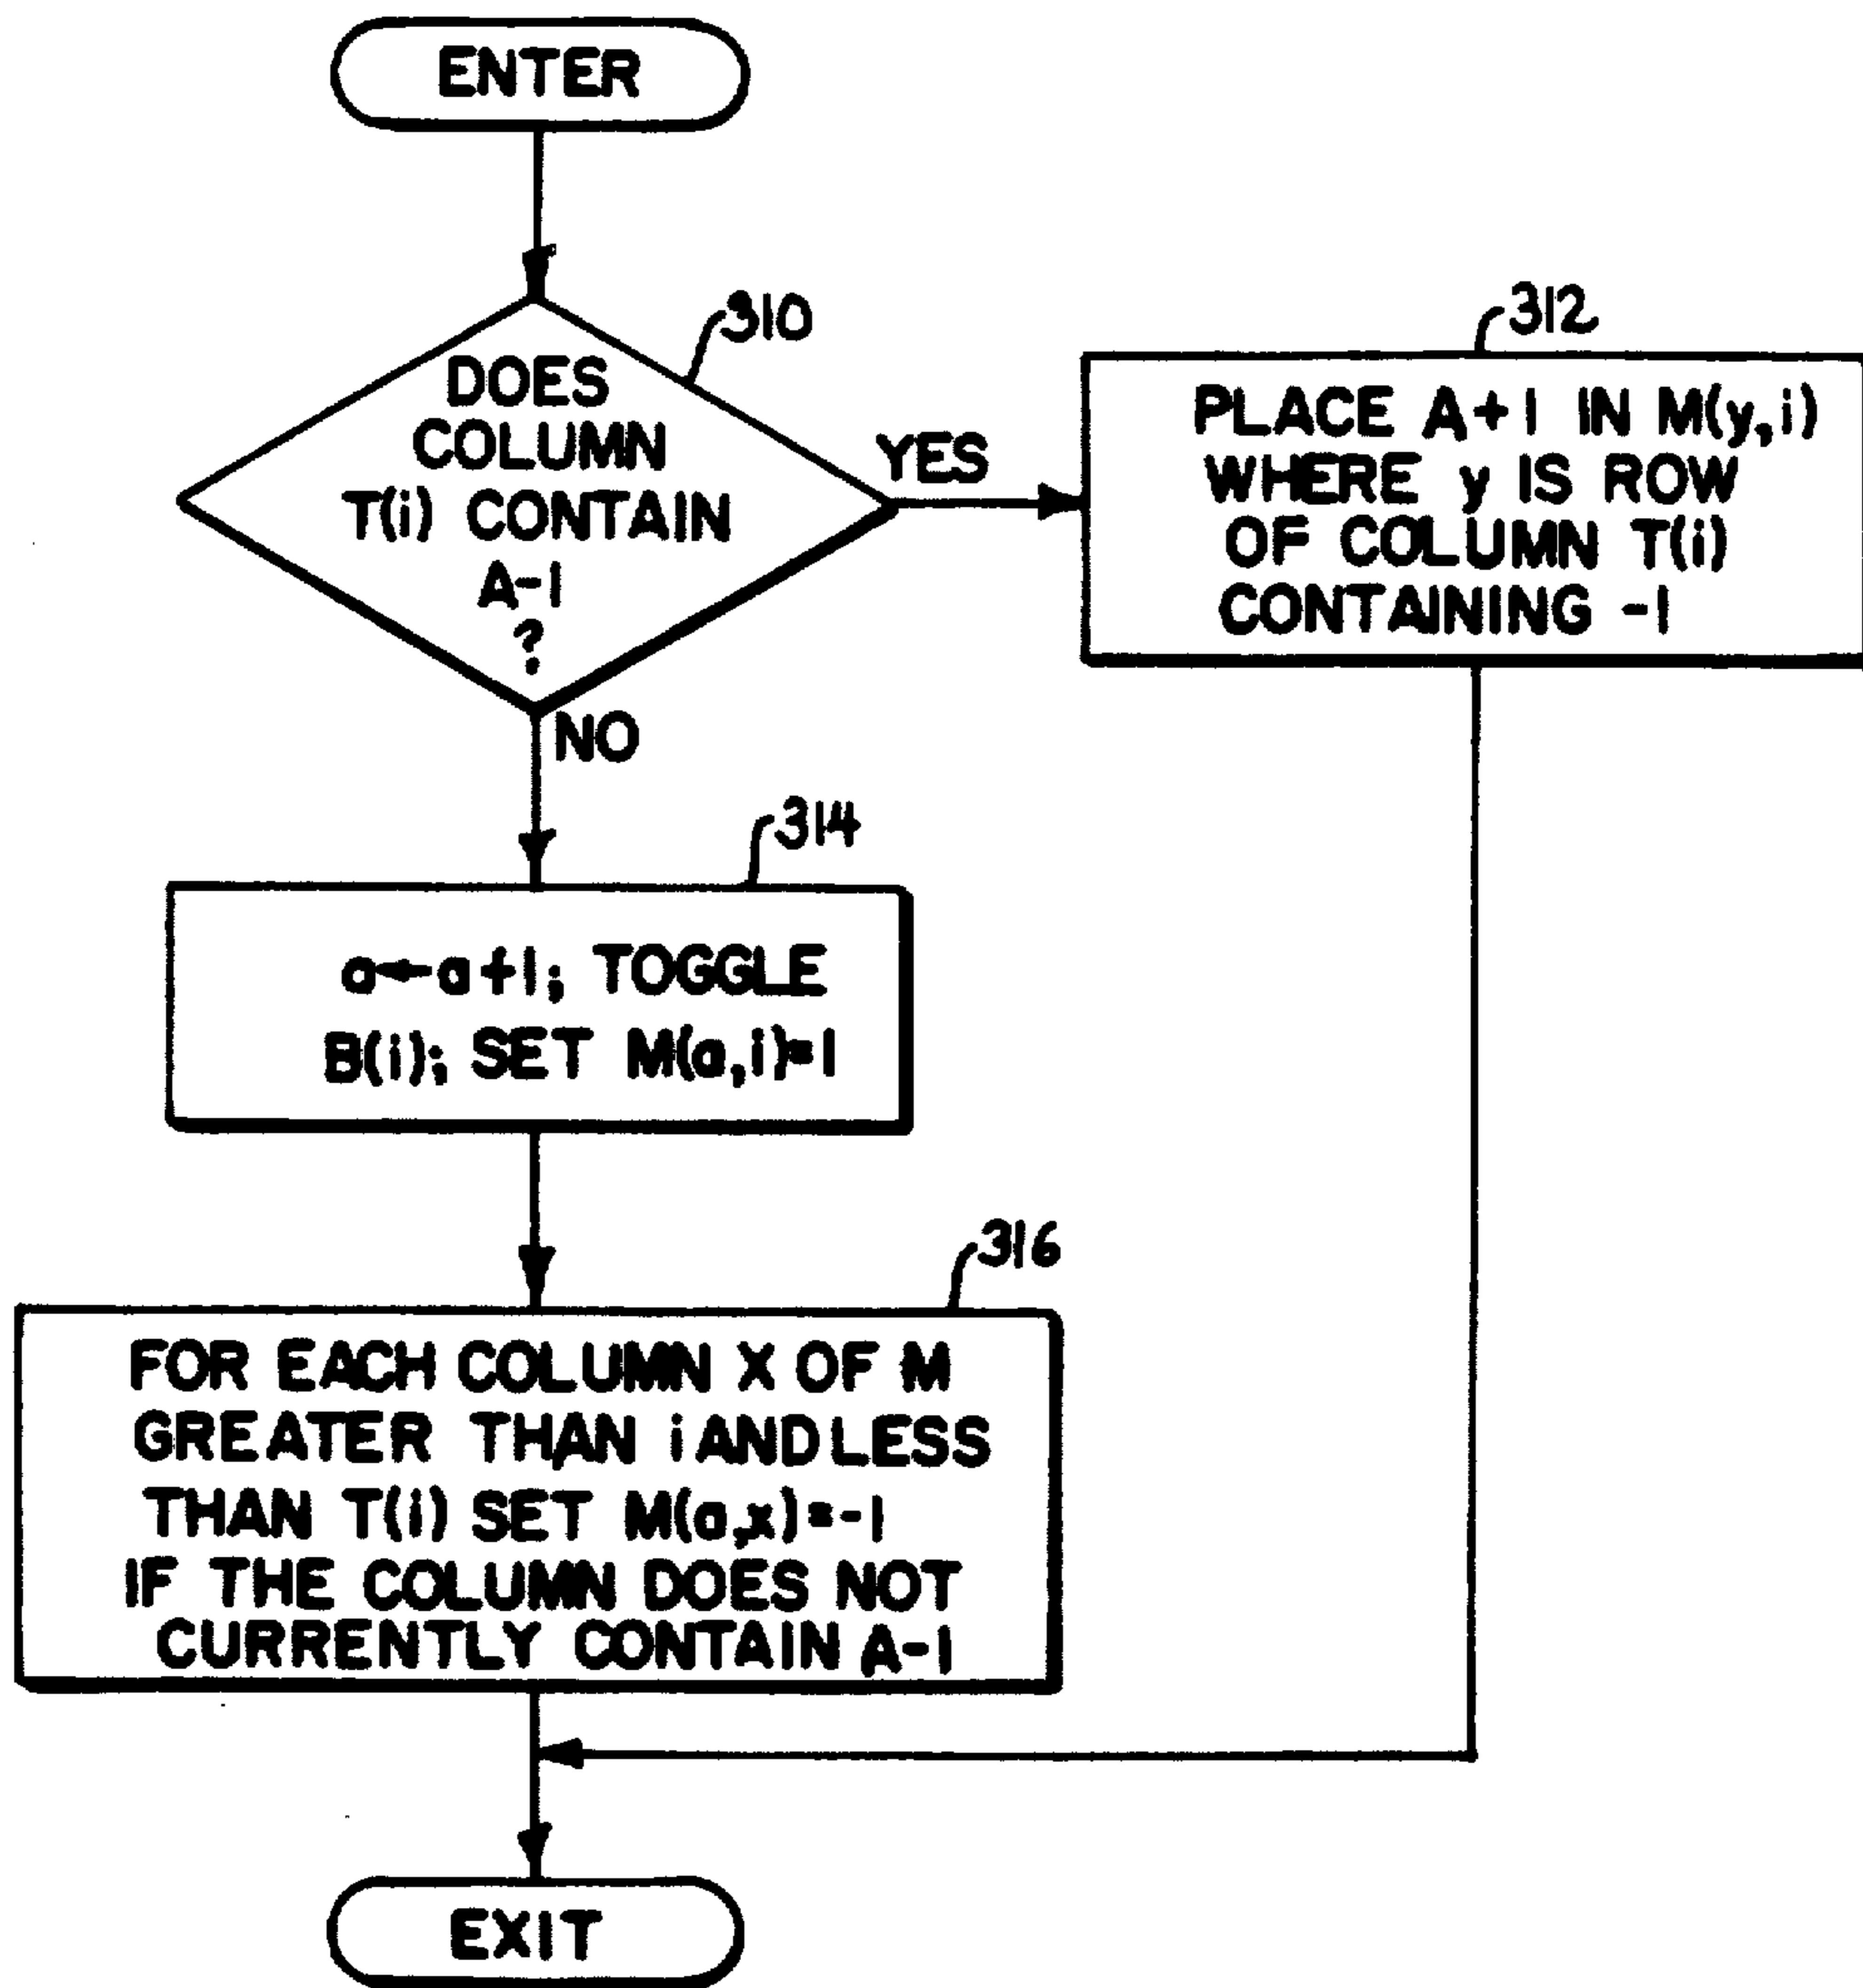 ENTER
310
DOES
COLUMN
T(i) CONTAIN
A-1
?
YES
312
PLACE A+1 IN M(y,i)
WHERE y IS ROW
OF COLUMN T(i)
CONTAINING -1
NO
314
a←a+1; TOGGLE
B(i); SET M(a,i)=1
316
FOR EACH COLUMN X OF M
GREATER THAN i AND LESS
THAN T(i) SET M(a,x)=-1
IF THE COLUMN DOES NOT
CURRENTLY CONTAIN A-1
EXIT